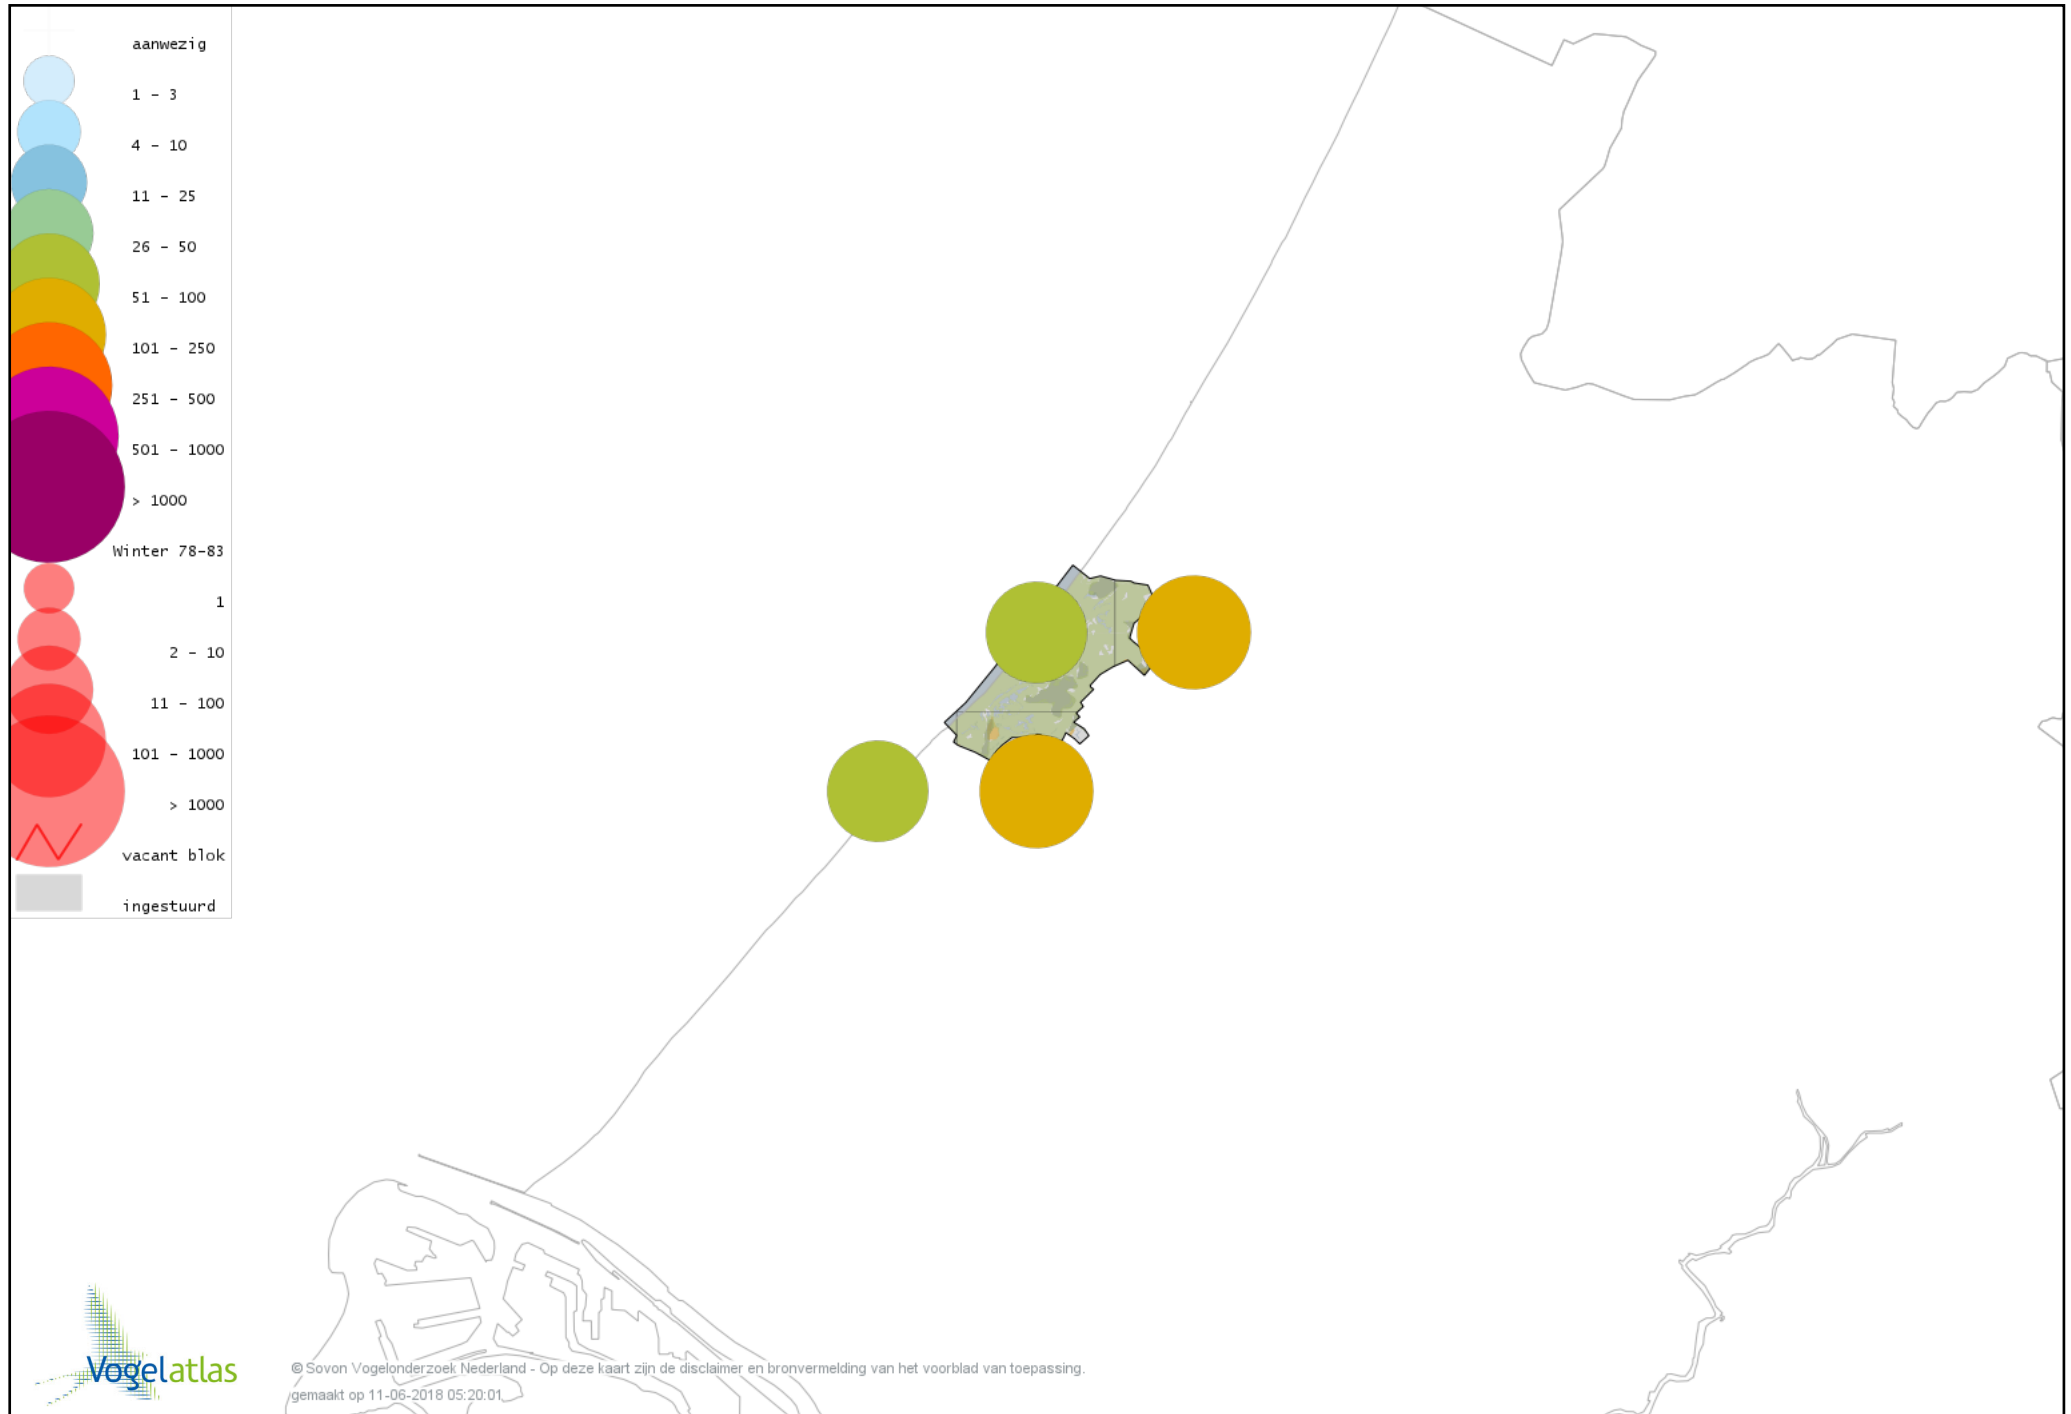 aanwezig
1 - 3
4 - 10
11 - 25
26 - 50
51 - 100
101 - 250
251 - 500
501 - 1000
> 1000
Winter 78-83
1
2 - 10
11 - 100
101 - 1000
> 1000
vacant blok
ingestuurd
Vogelatlas
© Sovon Vogelonderzoek Nederland - Op deze kaart zijn de disclaimer en bronvermelding van het voorblad van toepassing.
gemaakt op 11-06-2018 05:20:01